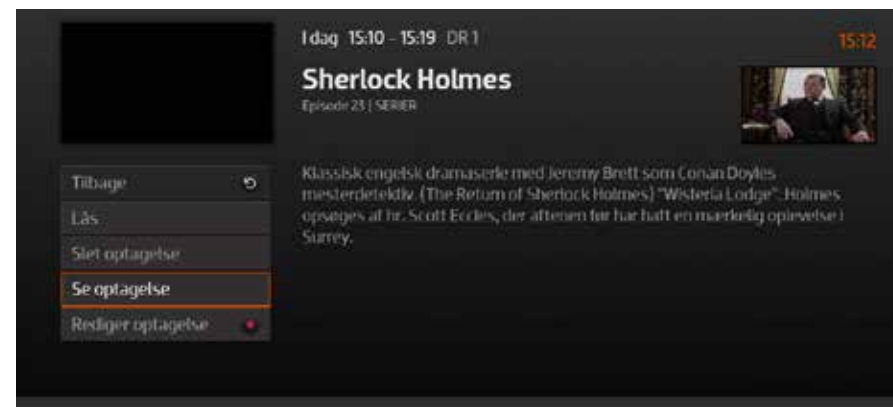 I dag 15:10 - 15:19 DR 1
15:12
Sherlock Holmes
Episode 23 | SERIER
Klassisk engelsk dramaserie med Jeremy Brett som Conan Doyles
mesterdetektiv. (The Return of Sherlock Holmes) "Wisteria Lodge". Holmes
opsøges af hr. Scott Eccles, der aftenen før har haft en mærkelig oplevelse i
Surrey.
Tilbage
Lås
Slet optagelse
Se optagelse
Rediger optagelse